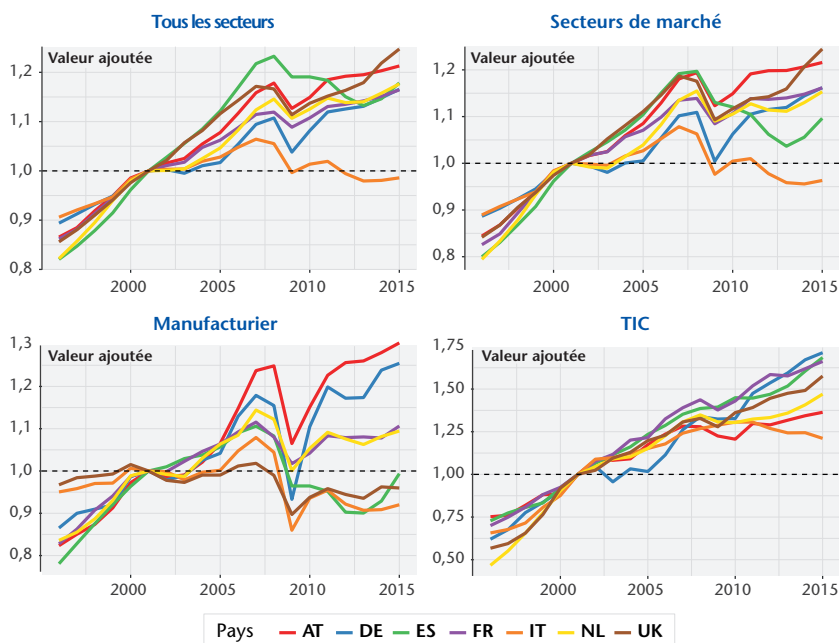 Tous les secteurs
Valeur ajoutée
1,2
1,1
1,0
0,9
0,8
2000 2005 2010 2015
Secteurs de marché
Valeur ajoutée
1,2
1,1
1,0
0,9
0,8
2000 2005 2010 2015
Manufacturier
Valeur ajoutée
1,3
1,2
1,1
1,0
0,9
0,8
2000 2005 2010 2015
TIC
Valeur ajoutée
1,75
1,50
1,25
1,00
0,75
0,50
2000 2005 2010 2015
Pays AT DE ES FR IT NL UK